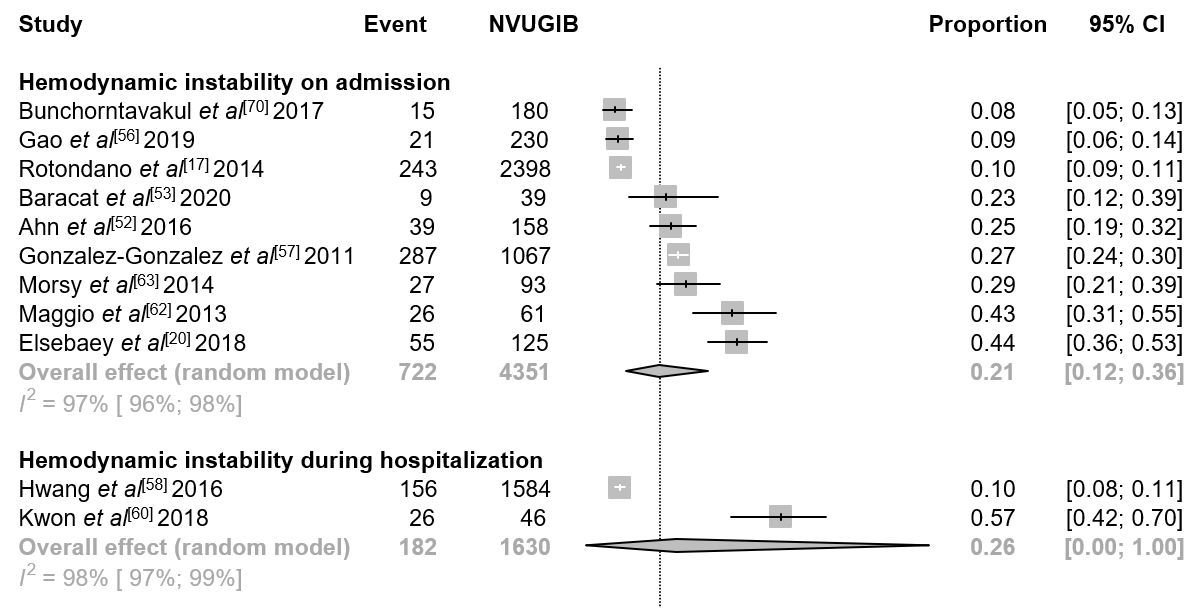 Study Event NVUGIB Proportion 95% CI
Hemodynamic instability on admission
Bunchorntavakul et al[70] 2017 15 180 0.08 [0.05; 0.13]
Gao et al[56] 2019 21 230 0.09 [0.06; 0.14]
Rotondano et al[17] 2014 243 2398 0.10 [0.09; 0.11]
Baracat et al[53] 2020 9 39 0.23 [0.12; 0.39]
Ahn et al[52] 2016 39 158 0.25 [0.19; 0.32]
Gonzalez-Gonzalez et al[57] 2011 287 1067 0.27 [0.24; 0.30]
Morsy et al[63] 2014 27 93 0.29 [0.21; 0.39]
Maggio et al[62] 2013 26 61 0.43 [0.31; 0.55]
Elsebaey et al[20] 2018 55 125 0.44 [0.36; 0.53]
Overall effect (random model) 722 4351 0.21 [0.12; 0.36]
I2 = 97% [ 96%; 98%]
Hemodynamic instability during hospitalization
Hwang et al[58] 2016 156 1584 0.10 [0.08; 0.11]
Kwon et al[60] 2018 26 46 0.57 [0.42; 0.70]
Overall effect (random model) 182 1630 0.26 [0.00; 1.00]
I2 = 98% [ 97%; 99%]